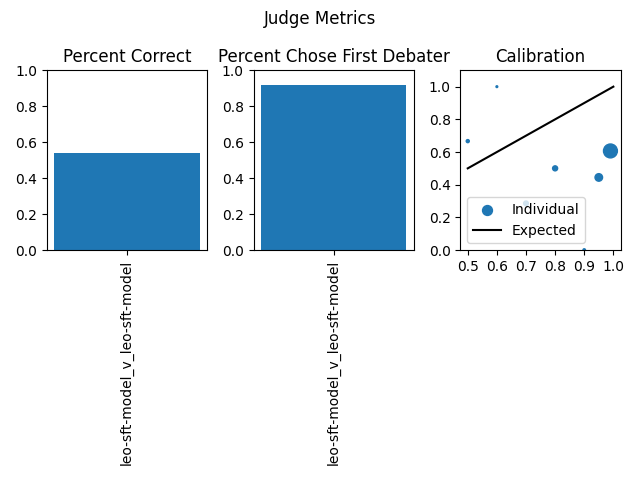 Judge Metrics
Percent Correct
1.0
0.8
0.6
0.4
0.2
0.0
leo-sft-model_v_leo-sft-model
Percent Chose First Debater
1.0
0.8
0.6
0.4
0.2
0.0
leo-sft-model_v_leo-sft-model
Calibration
1.0
0.8
0.6
0.4
0.2
0.0
Individual
Expected
0.5 0.6 0.7 0.8 0.9 1.0